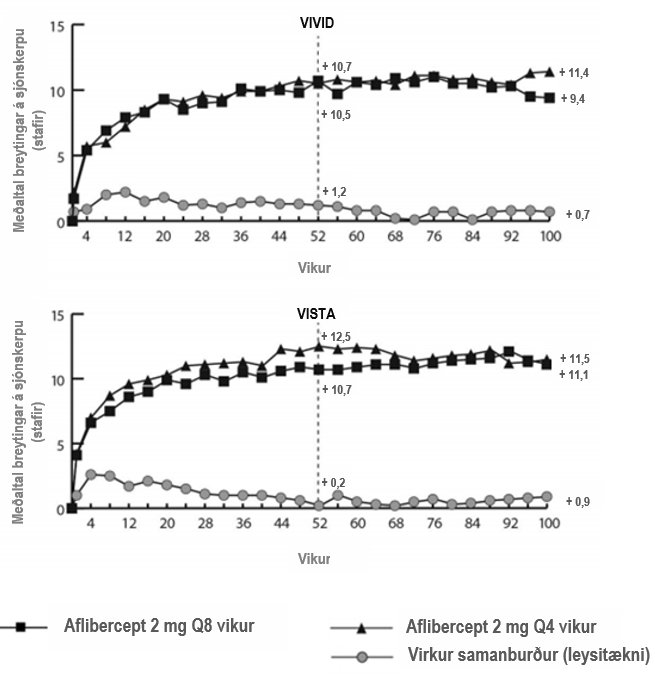 VIVID
Meðaltal breytingar á sjónskerpu
(stafir)
15
10
5
0
+ 10,7
+ 10,5
+ 1,2
+ 11,4
+ 9,4
+ 0,7
4 12 20 28 36 44 52 60 68 76 84 92 100
Vikur
VISTA
Meðaltal breytingar á sjónskerpu
(stafir)
15
10
5
0
+ 12,5
+ 10,7
+ 0,2
+ 11,5
+ 11,1
+ 0,9
4 12 20 28 36 44 52 60 68 76 84 92 100
Vikur
Aflibercept 2 mg Q8 vikur
Aflibercept 2 mg Q4 vikur
Virkur samanburður (leysitækni)